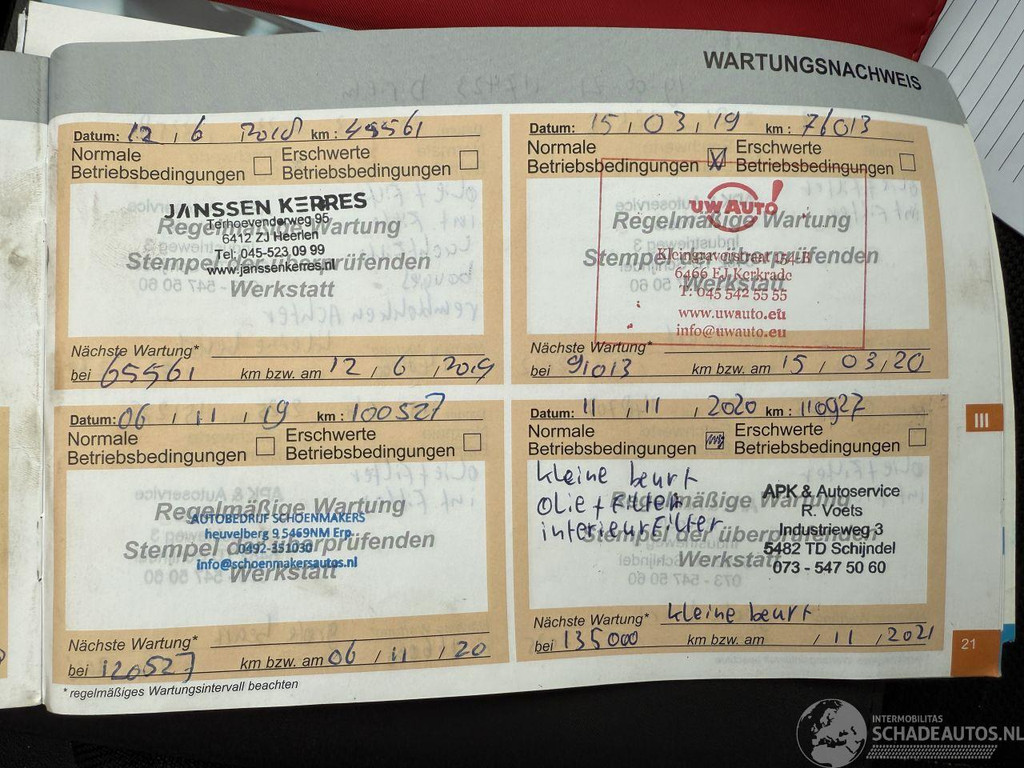 WARTUNGSNACHWEIS
Datum: 12 , 6 2018 km : 45561
Normale
Betriebsbedingungen
Erschwerte
Betriebsbedingungen
JANSSEN KERRES
Terhoevenderweg 95
6412 ZJ Heerlen
Tel: 045-523.09 99
www.janssenkerres.nl
Regelmäßige Wartung
Stempel der überprüfenden
Werkstatt
Nächste Wartung*
bei 65561 km bzw. am 12 , 6 , 2019
Datum: 15 , 03 , 19 km : 76013
Normale
Betriebsbedingungen
Erschwerte
Betriebsbedingungen
UW AUTO!
Kleingraverstraat
6466 EJ Kerkrade
T: 045 542 55 55
www.uwauto.eu
info@uwauto.eu
Regelmäßige Wartung
Stempel der überprüfenden
Werkstatt
Nächste Wartung*
bei 91013 km bzw. am 15 , 03 , 20
Datum: 06 , 11 , 19 km : 100527
Normale
Betriebsbedingungen
Erschwerte
Betriebsbedingungen
AUTOBEDRIJF SCHOENMAKERS
heuvelberg 9 5469NM Erp
0492-351030
info@schoenmakersautos.nl
Regelmäßige Wartung
Stempel der überprüfenden
Werkstatt
Nächste Wartung*
bei 120527 km bzw. am 06 , 11 , 20
* regelmäßiges Wartungsintervall beachten
Datum: 11 , 11 , 2020 km : 110927
Normale
Betriebsbedingungen
Erschwerte
Betriebsbedingungen
kleine beurt
olie + Filter
interieurFilter
APK & Autoservice
R. Voets
Industrieweg 3
5482 TD Schijndel
073 - 547 50 60
Regelmäßige Wartung
Stempel der überprüfenden
Werkstatt
Nächste Wartung* kleine beurt
bei 135000 km bzw. am / 11 , 2021
III
21
INTERMOBILITAS
SCHADEAUTOS.NL